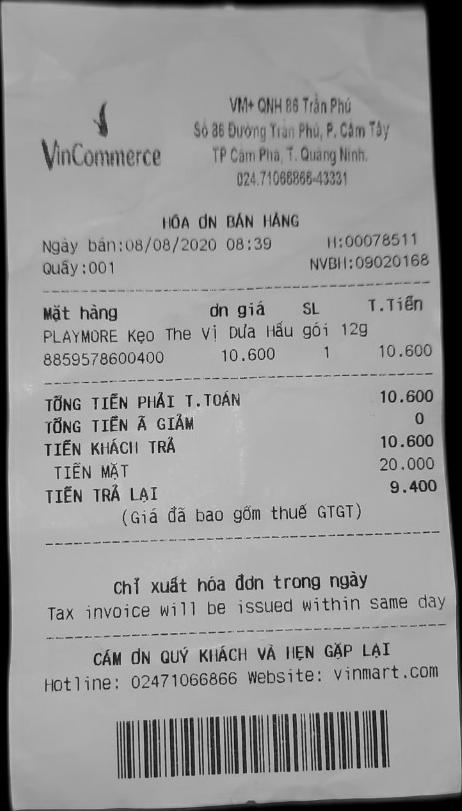 VinCommerce
VM+ QNH 86 Trần Phú
Số 86 Đường Trần Phú, P. Cẩm Tây
TP Cẩm Phả, T. Quảng Ninh.
024.71066866-43331
HÓA ƠN BÁN HÀNG
Ngày bán:08/08/2020 08:39 H:00078511
Quầy:001 NVBH:09020168
Mặt hàng ơn giá SL T.Tiền
PLAYMORE Kẹo The Vị Dưa Hấu gói 12g
8859578600400 10.600 1 10.600
TỔNG TIỀN PHẢI T.TOÁN 10.600
TỔNG TIỀN Ã GIẢM 0
TIỀN KHÁCH TRẢ 10.600
TIỀN MẶT 20.000
TIỀN TRẢ LẠI 9.400
(Giá đã bao gồm thuế GTGT)
Chỉ xuất hóa đơn trong ngày
Tax invoice will be issued within same day
CÁM ƠN QUÝ KHÁCH VÀ HẸN GẶP LẠI
Hotline: 02471066866 Website: vinmart.com